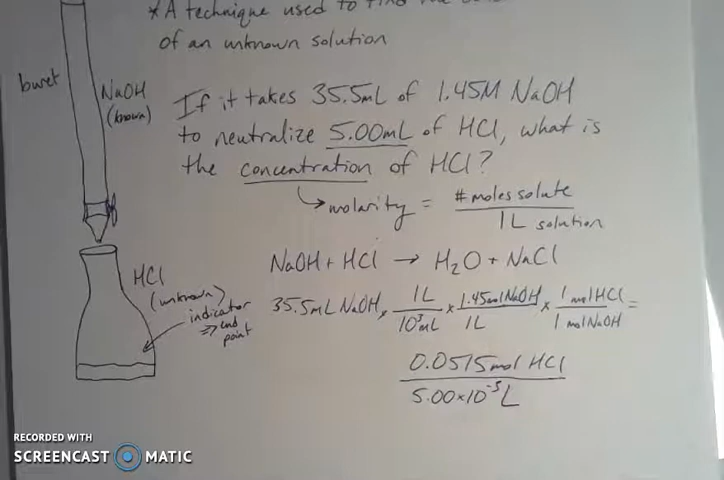 * A technique used to find the
of an unknown solution
buret
NaOH
(known)
If it takes 35.5mL of 1.45M NaOH
to neutralize 5.00mL of HCl, what is
the concentration of HCl?
→ molarity = # moles solute / 1L solution
NaOH + HCl → H₂O + NaCl
HCl
(unknown)
indicator
⇒ end
point
35.5mL NaOH × 1L / 10³mL × 1.45mol NaOH / 1L × 1 mol HCl / 1 mol NaOH =
0.0515 mol HCl
5.00×10⁻³L
RECORDED WITH
SCREENCAST MATIC